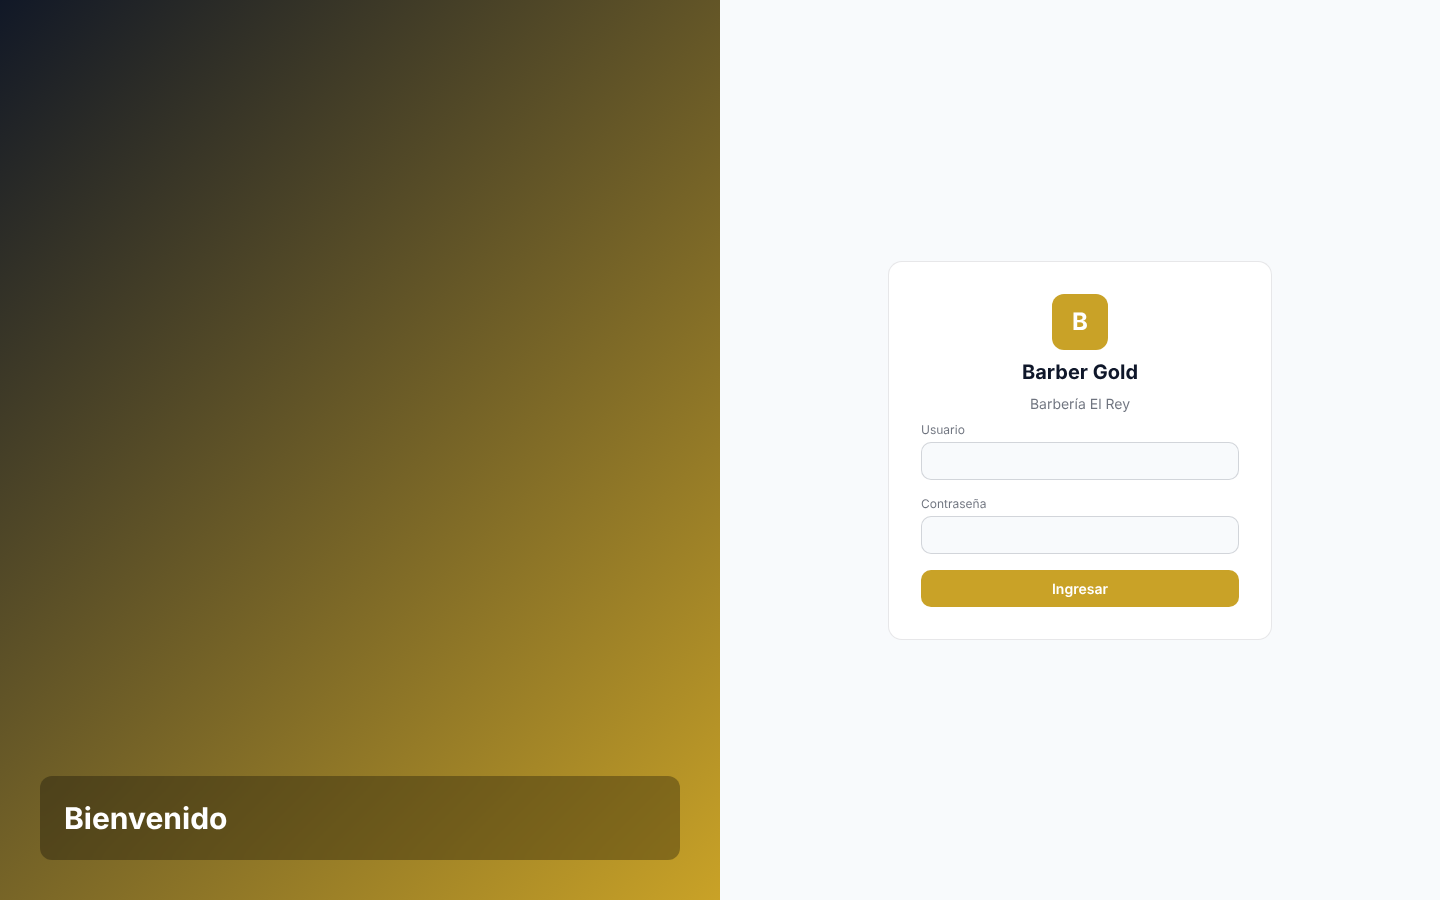 Bienvenido
B
Barber Gold
Barbería El Rey
Usuario
Contraseña
Ingresar